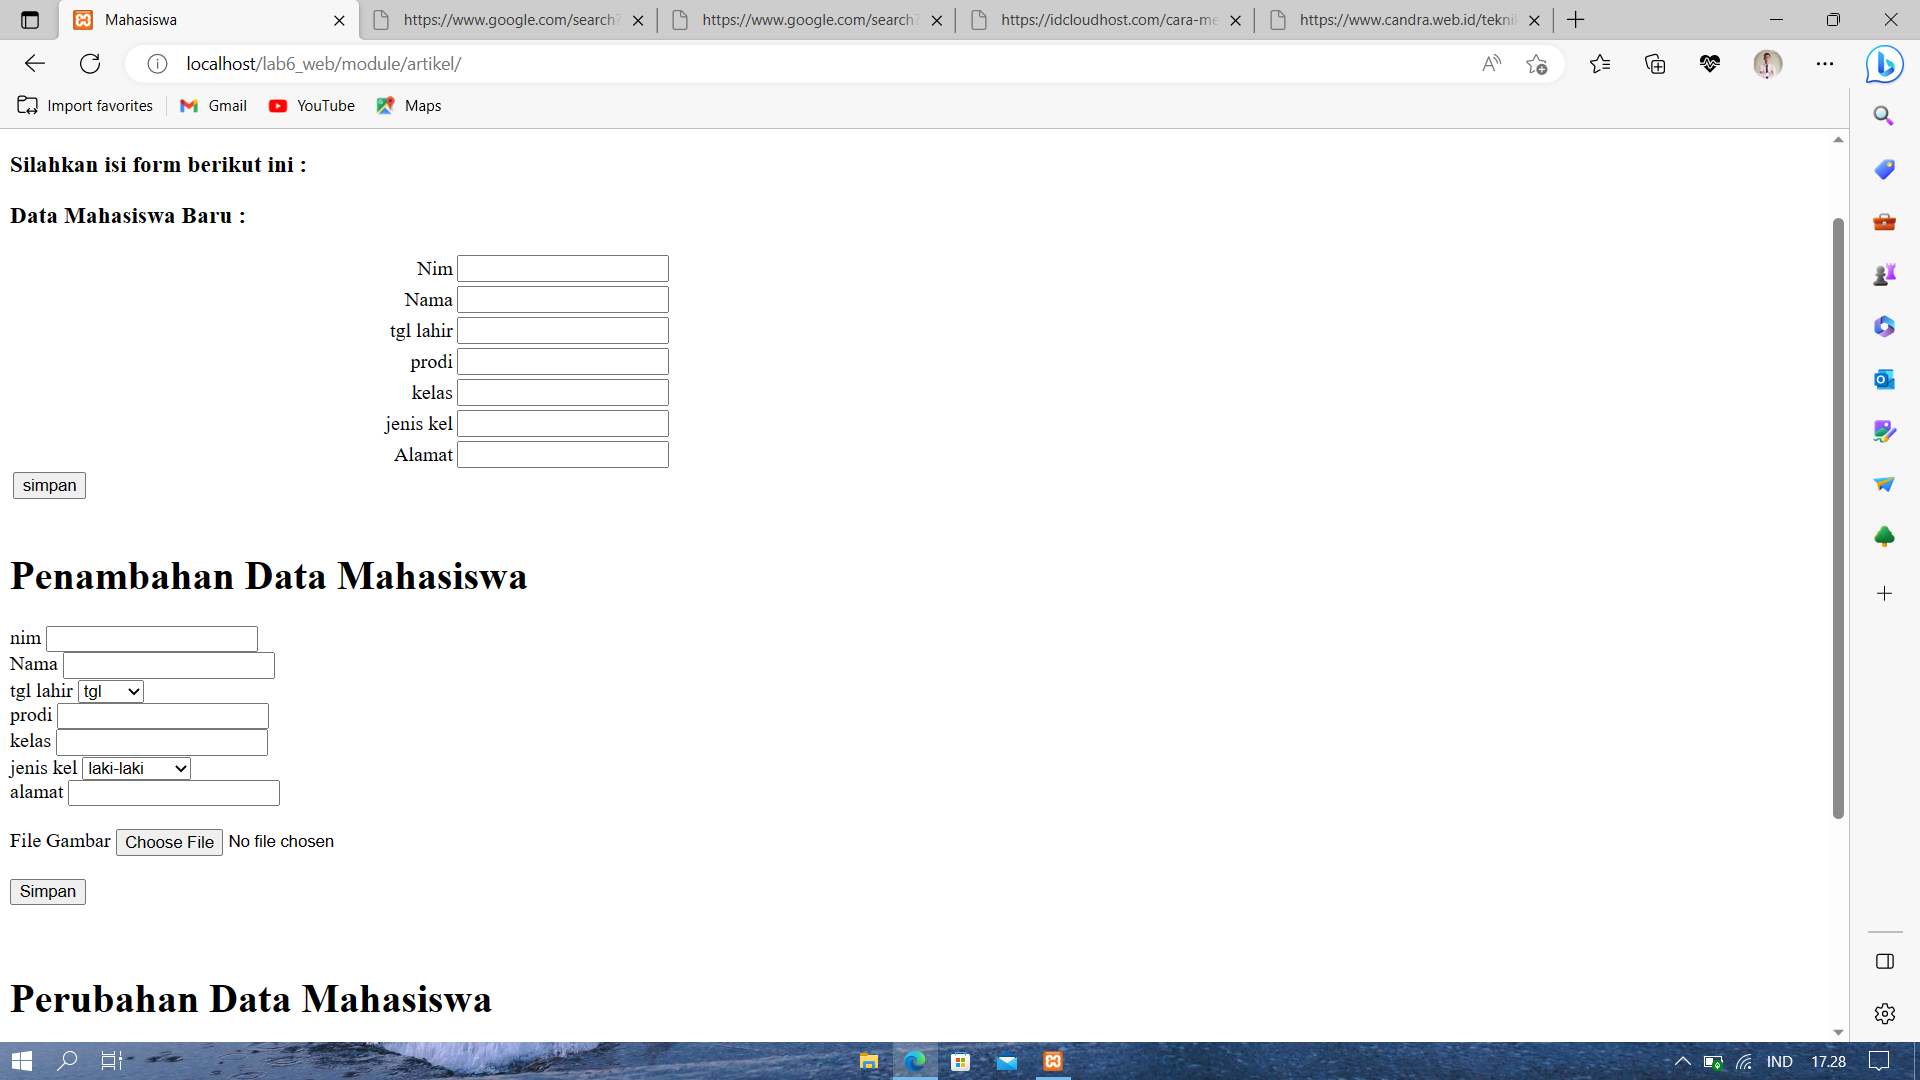 Mahasiswa
https://www.google.com/search?
https://www.google.com/search?
https://idcloudhost.com/cara-me
https://www.candra.web.id/tekni
localhost/lab6_web/module/artikel/
Import favorites
Gmail
YouTube
Maps
Silahkan isi form berikut ini :
Data Mahasiswa Baru :
Nim
Nama
tgl lahir
prodi
kelas
jenis kel
Alamat
simpan
Penambahan Data Mahasiswa
nim
Nama
tgl lahir tgl
prodi
kelas
jenis kel laki-laki
alamat
File Gambar Choose File No file chosen
Simpan
Perubahan Data Mahasiswa
IND 17.28